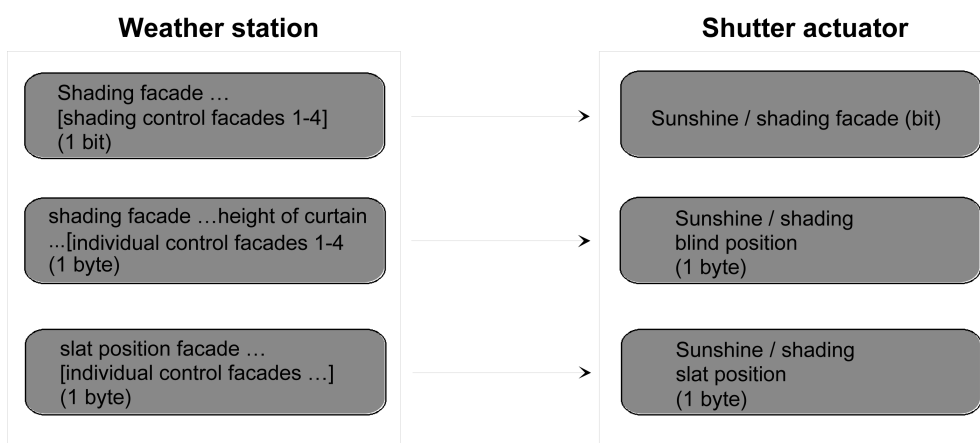 Weather station
Shutter actuator
Shading facade …
[shading control facades 1-4]
(1 bit)
Sunshine / shading facade (bit)
shading facade …height of curtain
...[individual control facades 1-4
(1 byte)
Sunshine / shading
blind position
(1 byte)
slat position facade …
[individual control facades …]
(1 byte)
Sunshine / shading
slat position
(1 byte)